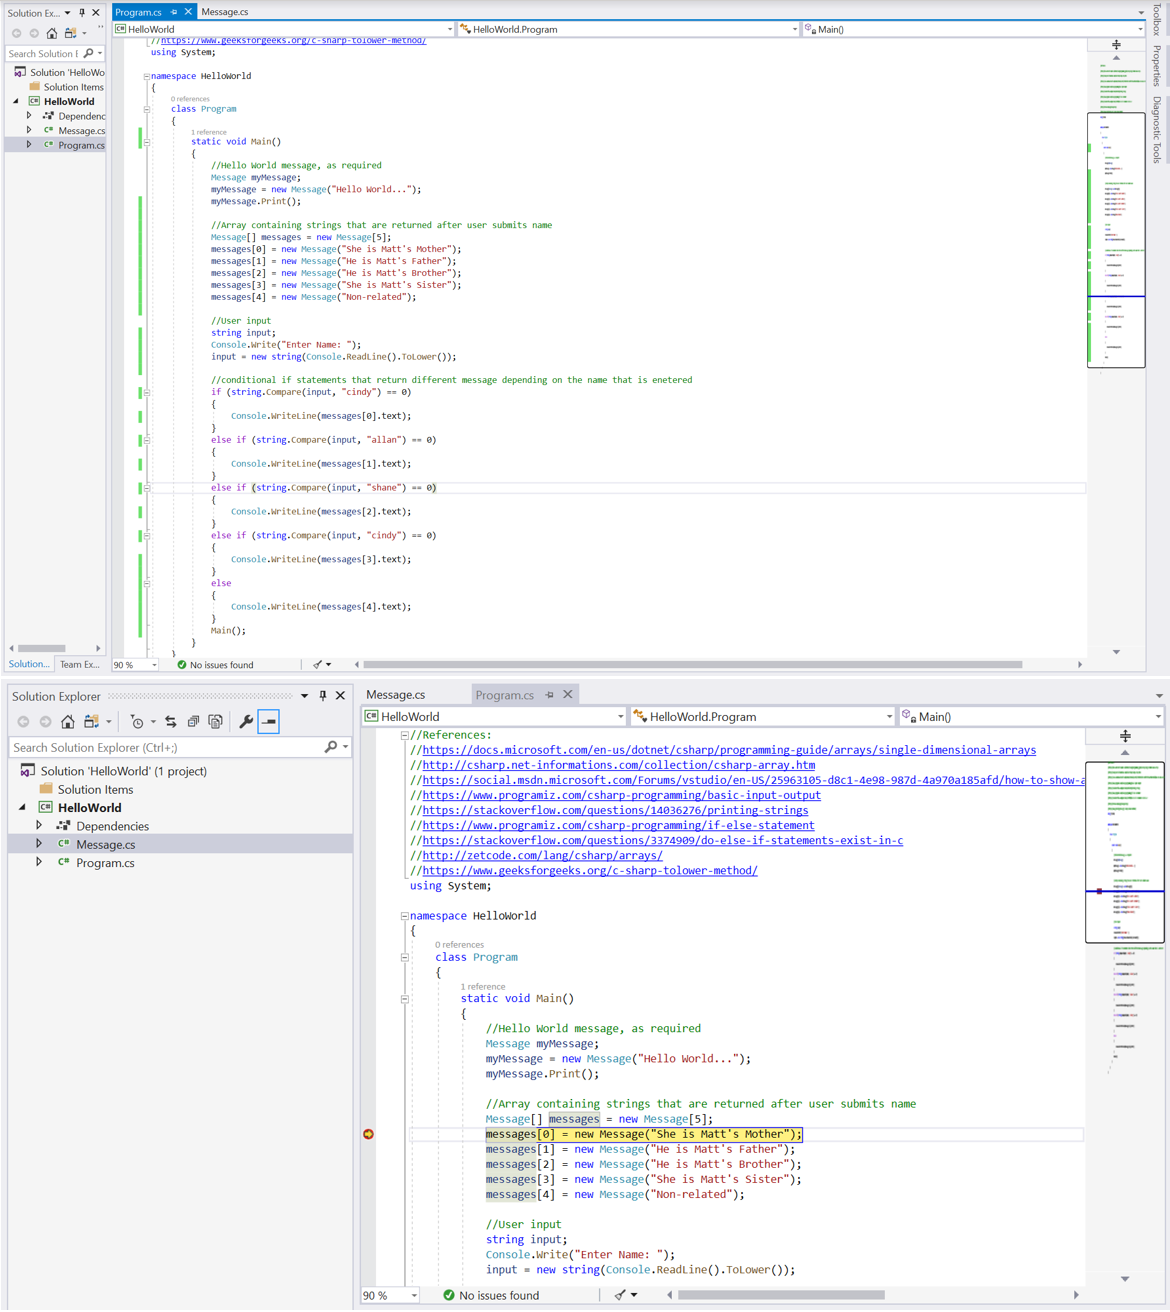 Solution Ex...
Search Solution E
Solution 'HelloWo
Solution Items
HelloWorld
Dependenc
Message.cs
Program.cs
Solution...
Team Ex...
Program.cs
Message.cs
HelloWorld
HelloWorld.Program
Main()
//https://www.geeksforgeeks.org/c-sharp-tolower-method/
using System;
namespace HelloWorld
{
0 references
class Program
{
1 reference
static void Main()
{
//Hello World message, as required
Message myMessage;
myMessage = new Message("Hello World...");
myMessage.Print();
//Array containing strings that are returned after user submits name
Message[] messages = new Message[5];
messages[0] = new Message("She is Matt's Mother");
messages[1] = new Message("He is Matt's Father");
messages[2] = new Message("He is Matt's Brother");
messages[3] = new Message("She is Matt's Sister");
messages[4] = new Message("Non-related");
//User input
string input;
Console.Write("Enter Name: ");
input = new string(Console.ReadLine().ToLower());
//conditional if statements that return different message depending on the name that is enetered
if (string.Compare(input, "cindy") == 0)
{
Console.WriteLine(messages[0].text);
}
else if (string.Compare(input, "allan") == 0)
{
Console.WriteLine(messages[1].text);
}
else if (string.Compare(input, "shane") == 0)
{
Console.WriteLine(messages[2].text);
}
else if (string.Compare(input, "cindy") == 0)
{
Console.WriteLine(messages[3].text);
}
else
{
Console.WriteLine(messages[4].text);
}
Main();
}
}
90 %
No issues found
Toolbox
Properties
Diagnostic Tools
Solution Explorer
Search Solution Explorer (Ctrl+;)
Solution 'HelloWorld' (1 project)
Solution Items
HelloWorld
Dependencies
Message.cs
Program.cs
Message.cs
Program.cs
HelloWorld
HelloWorld.Program
Main()
//References:
//https://docs.microsoft.com/en-us/dotnet/csharp/programming-guide/arrays/single-dimensional-arrays
//http://csharp.net-informations.com/collection/csharp-array.htm
//https://social.msdn.microsoft.com/Forums/vstudio/en-US/25963105-d8c1-4e98-987d-4a970a185afd/how-to-show-a
//https://www.programiz.com/csharp-programming/basic-input-output
//https://stackoverflow.com/questions/14036276/printing-strings
//https://www.programiz.com/csharp-programming/if-else-statement
//https://stackoverflow.com/questions/3374909/do-else-if-statements-exist-in-c
//http://zetcode.com/lang/csharp/arrays/
//https://www.geeksforgeeks.org/c-sharp-tolower-method/
using System;
namespace HelloWorld
{
0 references
class Program
{
1 reference
static void Main()
{
//Hello World message, as required
Message myMessage;
myMessage = new Message("Hello World...");
myMessage.Print();
//Array containing strings that are returned after user submits name
Message[] messages = new Message[5];
messages[0] = new Message("She is Matt's Mother");
messages[1] = new Message("He is Matt's Father");
messages[2] = new Message("He is Matt's Brother");
messages[3] = new Message("She is Matt's Sister");
messages[4] = new Message("Non-related");
//User input
string input;
Console.Write("Enter Name: ");
input = new string(Console.ReadLine().ToLower());
90 %
No issues found